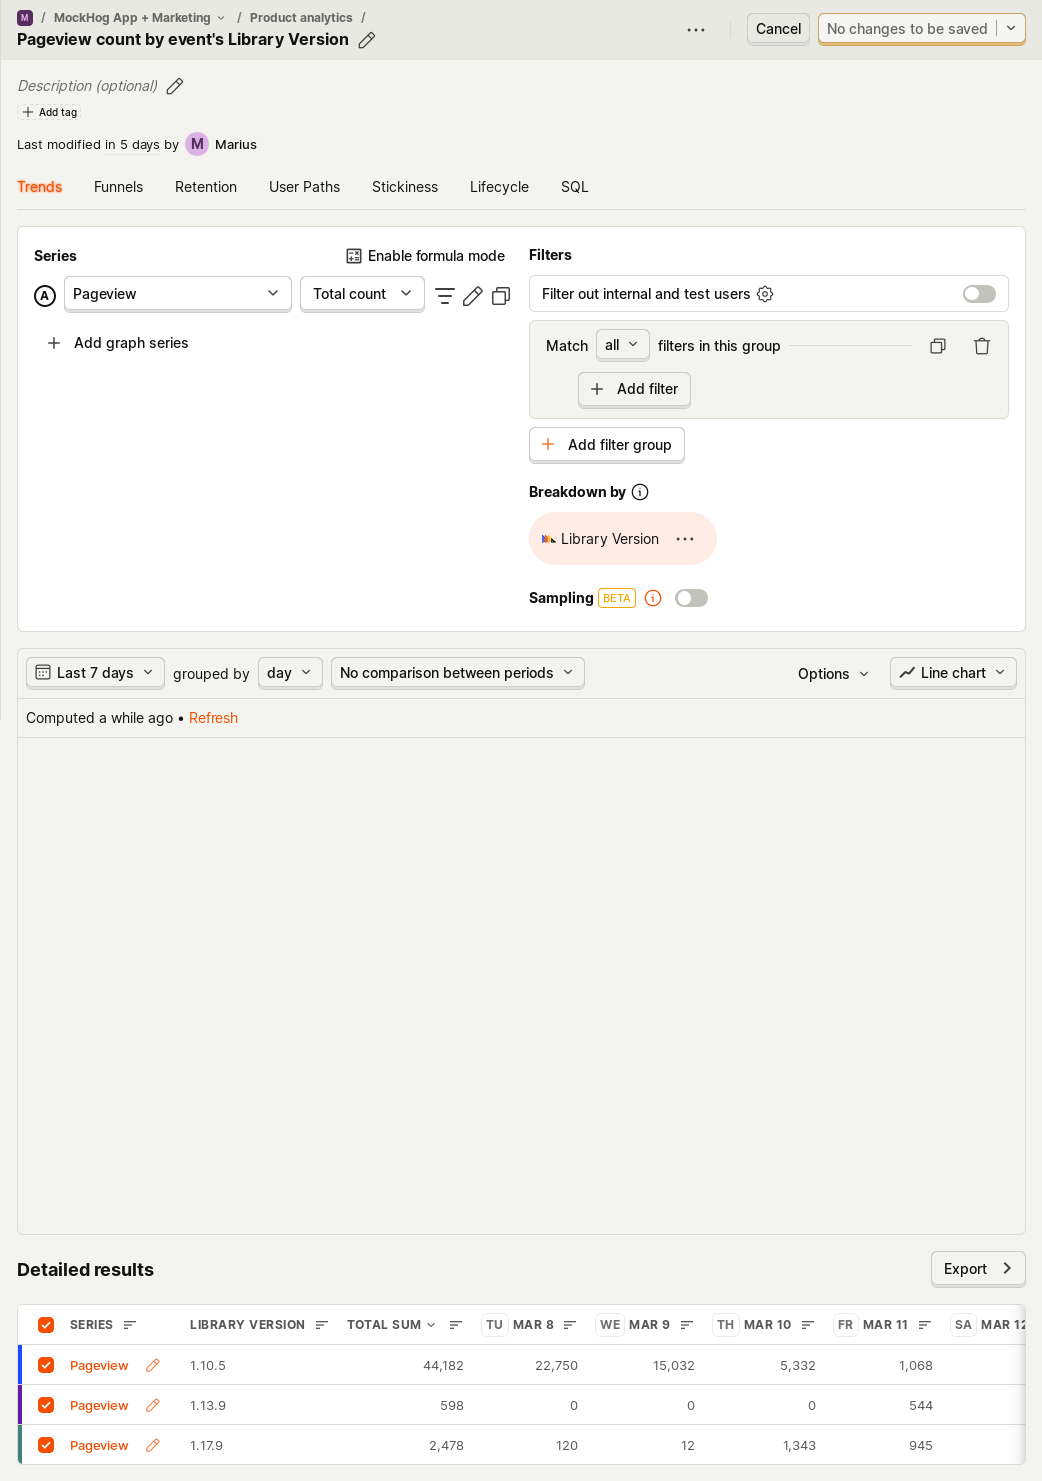 M / MockHog App + Marketing / Product analytics /
Pageview count by event's Library Version
Cancel
No changes to be saved
Description (optional)
Add tag
Last modified in 5 days by M Marius
Trends Funnels Retention User Paths Stickiness Lifecycle SQL
Series
Enable formula mode
A Pageview Total count
Add graph series
Filters
Filter out internal and test users
Match all filters in this group
Add filter
Add filter group
Breakdown by
Library Version
Sampling BETA
Last 7 days grouped by day No comparison between periods Options Line chart
Computed a while ago • Refresh
Detailed results
Export
SERIES LIBRARY VERSION TOTAL SUM TU MAR 8 WE MAR 9 TH MAR 10 FR MAR 11 SA MAR 12
Pageview 1.10.5 44,182 22,750 15,032 5,332 1,068
Pageview 1.13.9 598 0 0 0 544
Pageview 1.17.9 2,478 120 12 1,343 945